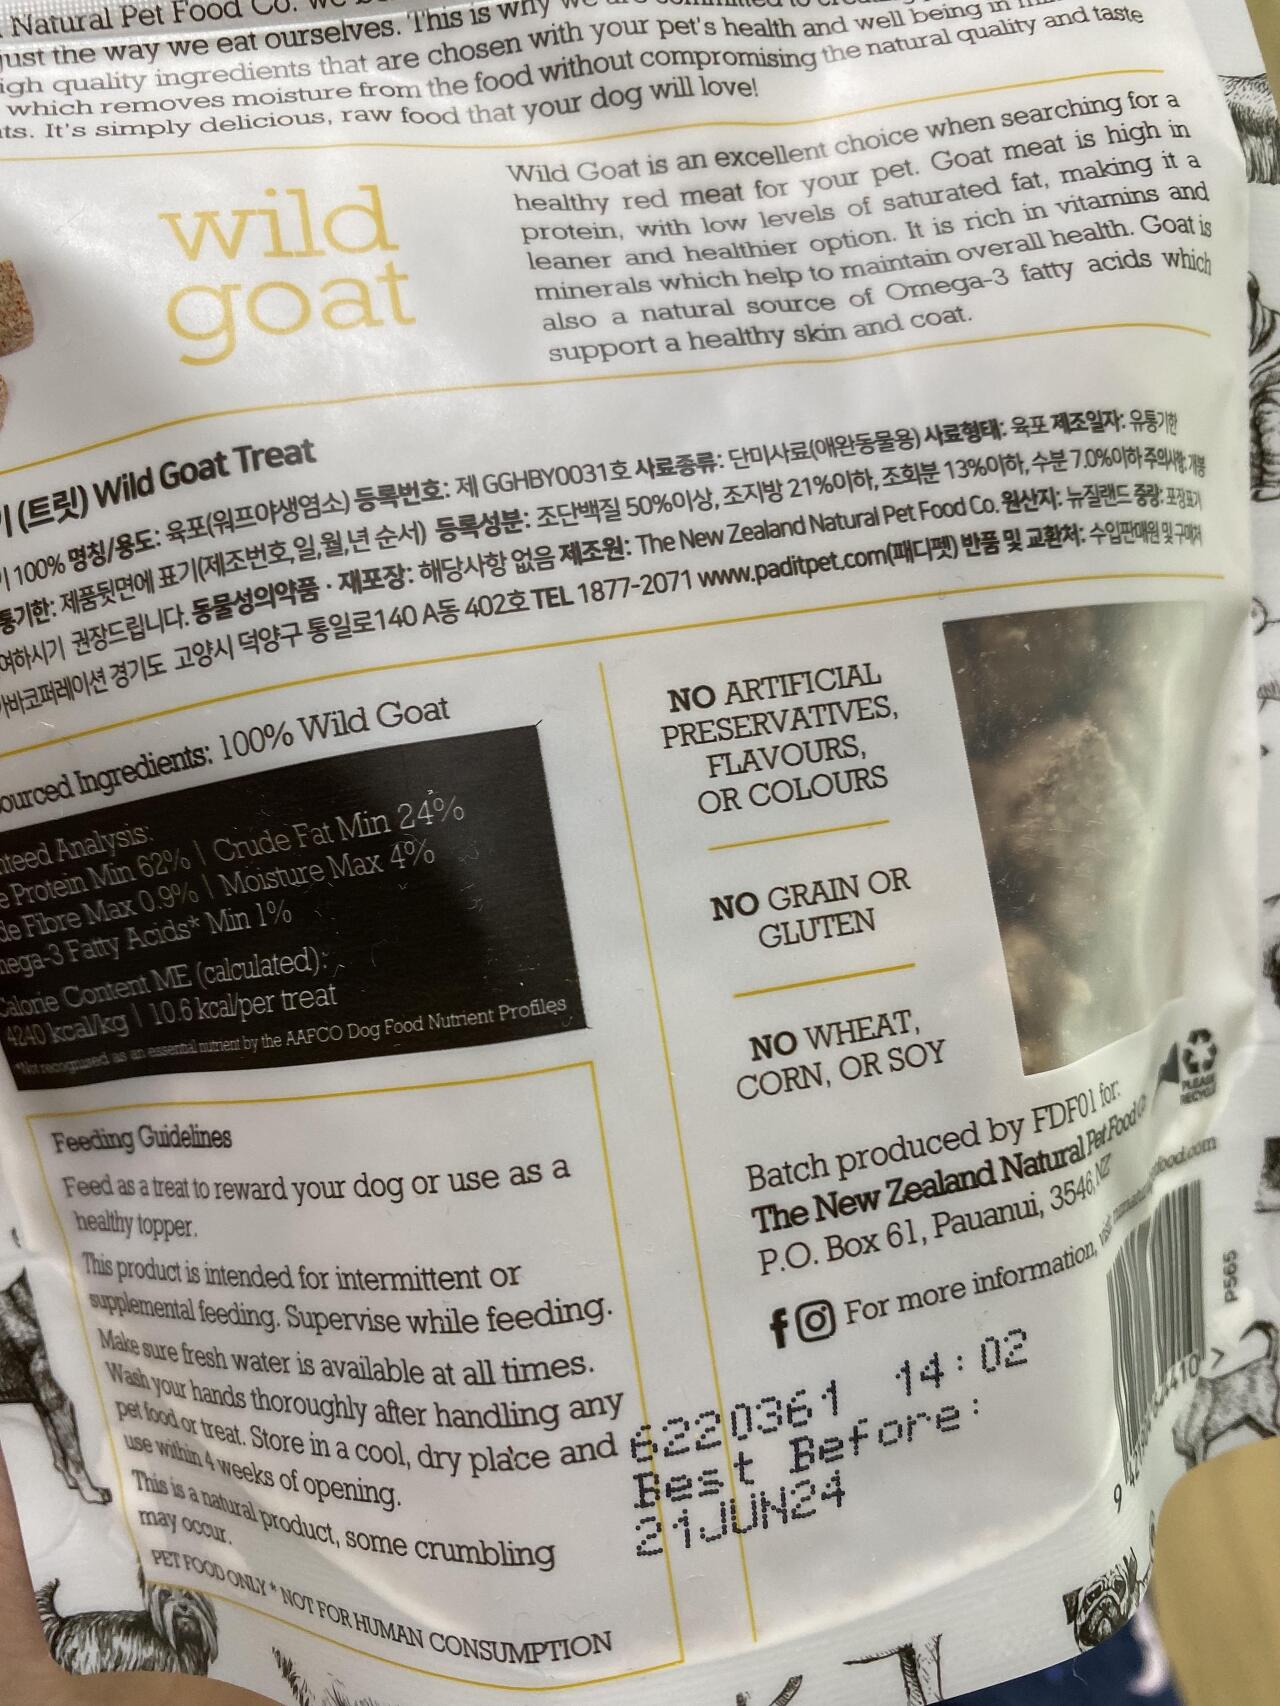 Natural Pet Food Co.
just the way we eat ourselves. This is why we
high quality ingredients that are chosen with your pet's health and well being in
which removes moisture from the food without compromising the natural quality and taste
It's simply delicious, raw food that your dog will love!
wild
goat
Wild Goat is an excellent choice when searching for a
healthy red meat for your pet. Goat meat is high in
protein, with low levels of saturated fat, making it a
leaner and healthier option. It is rich in vitamins and
minerals which help to maintain overall health. Goat is
also a natural source of Omega-3 fatty acids which
support a healthy skin and coat.
(트릿) Wild Goat Treat
100% 명칭/용도: 육포(워프야생염소) 등록번호: 제 GGHBY0031호 사료종류: 단미사료(애완동물용) 사료형태: 육포 제조일자: 유통기한
통기한: 제품뒷면에 표기(제조번호,일,월,년 순서) 등록성분: 조단백질 50%이상, 조지방 21%이하, 조회분 13%이하, 수분 7.0%이하 주의사항: 개봉
여하시기 권장드립니다. 동물성의약품 · 재포장: 해당사항 없음 제조원: The New Zealand Natural Pet Food Co. 원산지: 뉴질랜드 중량: 포장표기
바코퍼레이션 경기도 고양시 덕양구 통일로140 A동 402호 TEL 1877-2071 www.paditpet.com(패디펫) 반품 및 교환처: 수입판매원 및 구매처
ourced Ingredients: 100% Wild Goat
nteed Analysis:
e Protein Min 62% | Crude Fat Min 24%
de Fibre Max 0.9% | Moisture Max 4%
mega-3 Fatty Acids* Min 1%
Calorie Content ME (calculated):
4240 kcal/kg | 10.6 kcal/per treat
*Not recognised as an essential nutrient by the AAFCO Dog Food Nutrient Profiles
NO ARTIFICIAL
PRESERVATIVES,
FLAVOURS,
OR COLOURS
NO GRAIN OR
GLUTEN
NO WHEAT,
CORN, OR SOY
Feeding Guidelines
Feed as a treat to reward your dog or use as a
healthy topper.
This product is intended for intermittent or
supplemental feeding. Supervise while feeding.
Make sure fresh water is available at all times.
Wash your hands thoroughly after handling any
pet food or treat. Store in a cool, dry place and
use within 4 weeks of opening.
This is a natural product, some crumbling
may occur.
PET FOOD ONLY * NOT FOR HUMAN CONSUMPTION
PLEASE
RECYCLE
Batch produced by FDF01 for:
The New Zealand Natural Pet Food Co
P.O. Box 61, Pauanui, 3546, NZ
For more information,
P565
6220361 14:02
Best Before:
21JUN24